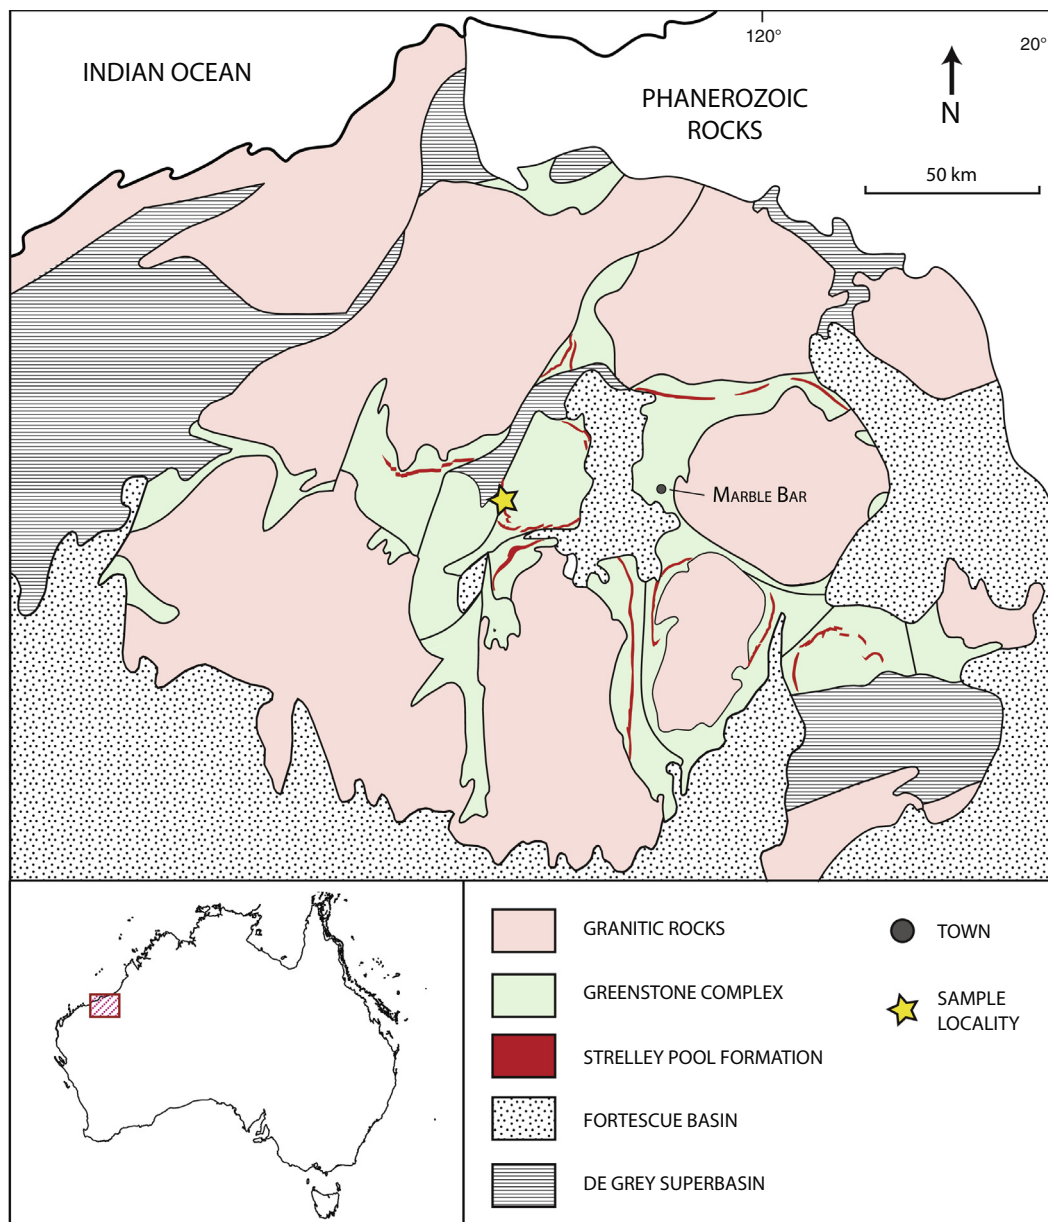 INDIAN OCEAN
PHANEROZOIC
ROCKS
120°
20°
N
50 km
MARBLE BAR
GRANITIC ROCKS
GREENSTONE COMPLEX
STRELLEY POOL FORMATION
FORTESCUE BASIN
DE GREY SUPERBASIN
TOWN
SAMPLE
LOCALITY